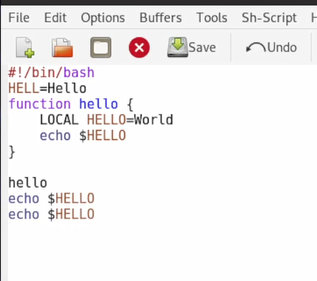 File Edit Options Buffers Tools Sh-Script H
Save Undo
#!/bin/bash
HELL=Hello
function hello {
    LOCAL HELLO=World
    echo $HELLO
}
hello
echo $HELLO
echo $HELLO